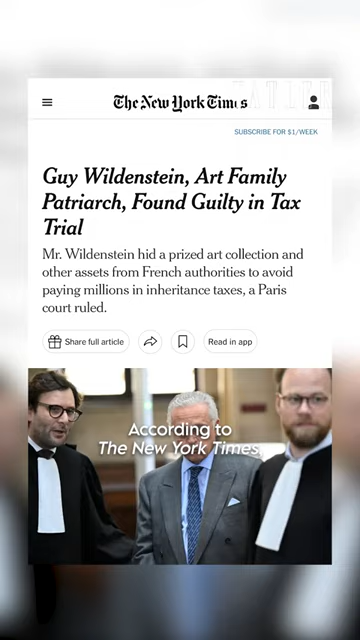 The New York Times
SUBSCRIBE FOR $1/WEEK
Guy Wildenstein, Art Family
Patriarch, Found Guilty in Tax
Trial
Mr. Wildenstein hid a prized art collection and
other assets from French authorities to avoid
paying millions in inheritance taxes, a Paris
court ruled.
Share full article
Read in app
According to
The New York Times,